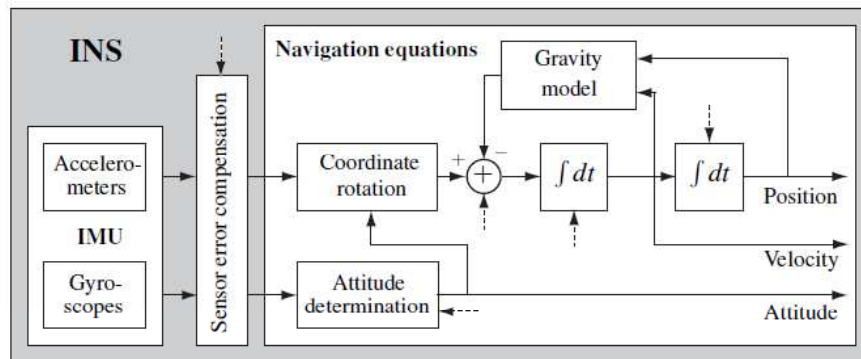 INS
Navigation equations
Gravity
model
Sensor error compensation
Accelero-
meters
Coordinate
rotation
+
−
+
∫ dt
∫ dt
Position
IMU
Velocity
Gyro-
scopes
Attitude
determination
Attitude